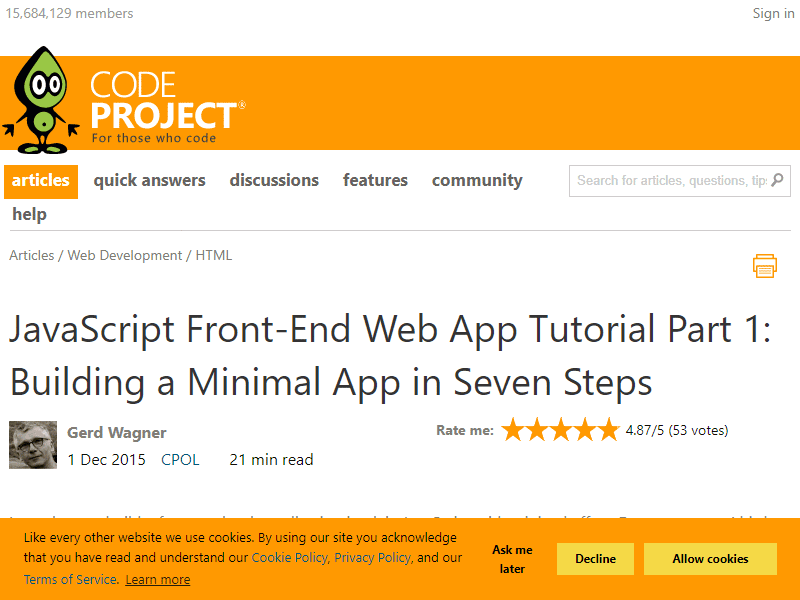 15,684,129 members
Sign in
CODE
PROJECT®
For those who code
articles quick answers discussions features community
Search for articles, questions, tips
help
Articles / Web Development / HTML
JavaScript Front-End Web App Tutorial Part 1:
Building a Minimal App in Seven Steps
Gerd Wagner
Rate me: 4.87/5 (53 votes)
1 Dec 2015 CPOL 21 min read
Like every other website we use cookies. By using our site you acknowledge
that you have read and understand our Cookie Policy, Privacy Policy, and our
Terms of Service. Learn more
Ask me
later
Decline
Allow cookies